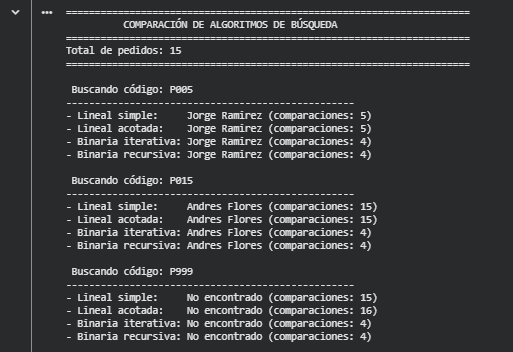 ================================================================
COMPARACIÓN DE ALGORITMOS DE BÚSQUEDA
================================================================
Total de pedidos: 15
================================================================
Buscando código: P005
--------------------------------------------------
- Lineal simple:     Jorge Ramirez (comparaciones: 5)
- Lineal acotada:    Jorge Ramirez (comparaciones: 5)
- Binaria iterativa: Jorge Ramirez (comparaciones: 4)
- Binaria recursiva: Jorge Ramirez (comparaciones: 4)
Buscando código: P015
--------------------------------------------------
- Lineal simple:     Andres Flores (comparaciones: 15)
- Lineal acotada:    Andres Flores (comparaciones: 15)
- Binaria iterativa: Andres Flores (comparaciones: 4)
- Binaria recursiva: Andres Flores (comparaciones: 4)
Buscando código: P999
--------------------------------------------------
- Lineal simple:     No encontrado (comparaciones: 15)
- Lineal acotada:    No encontrado (comparaciones: 16)
- Binaria iterativa: No encontrado (comparaciones: 4)
- Binaria recursiva: No encontrado (comparaciones: 4)